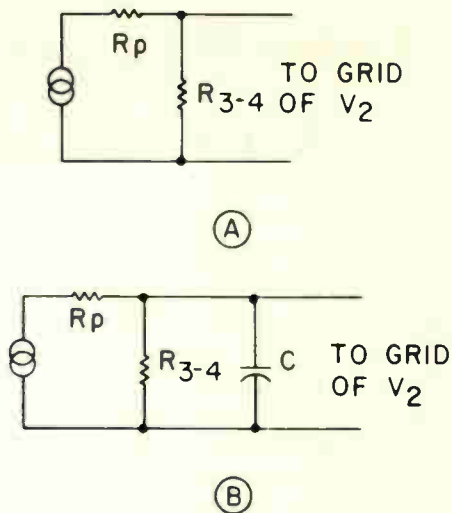 Rp
R3-4 TO GRID
OF V2
A
Rp
R3-4
C
TO GRID
OF V2
B